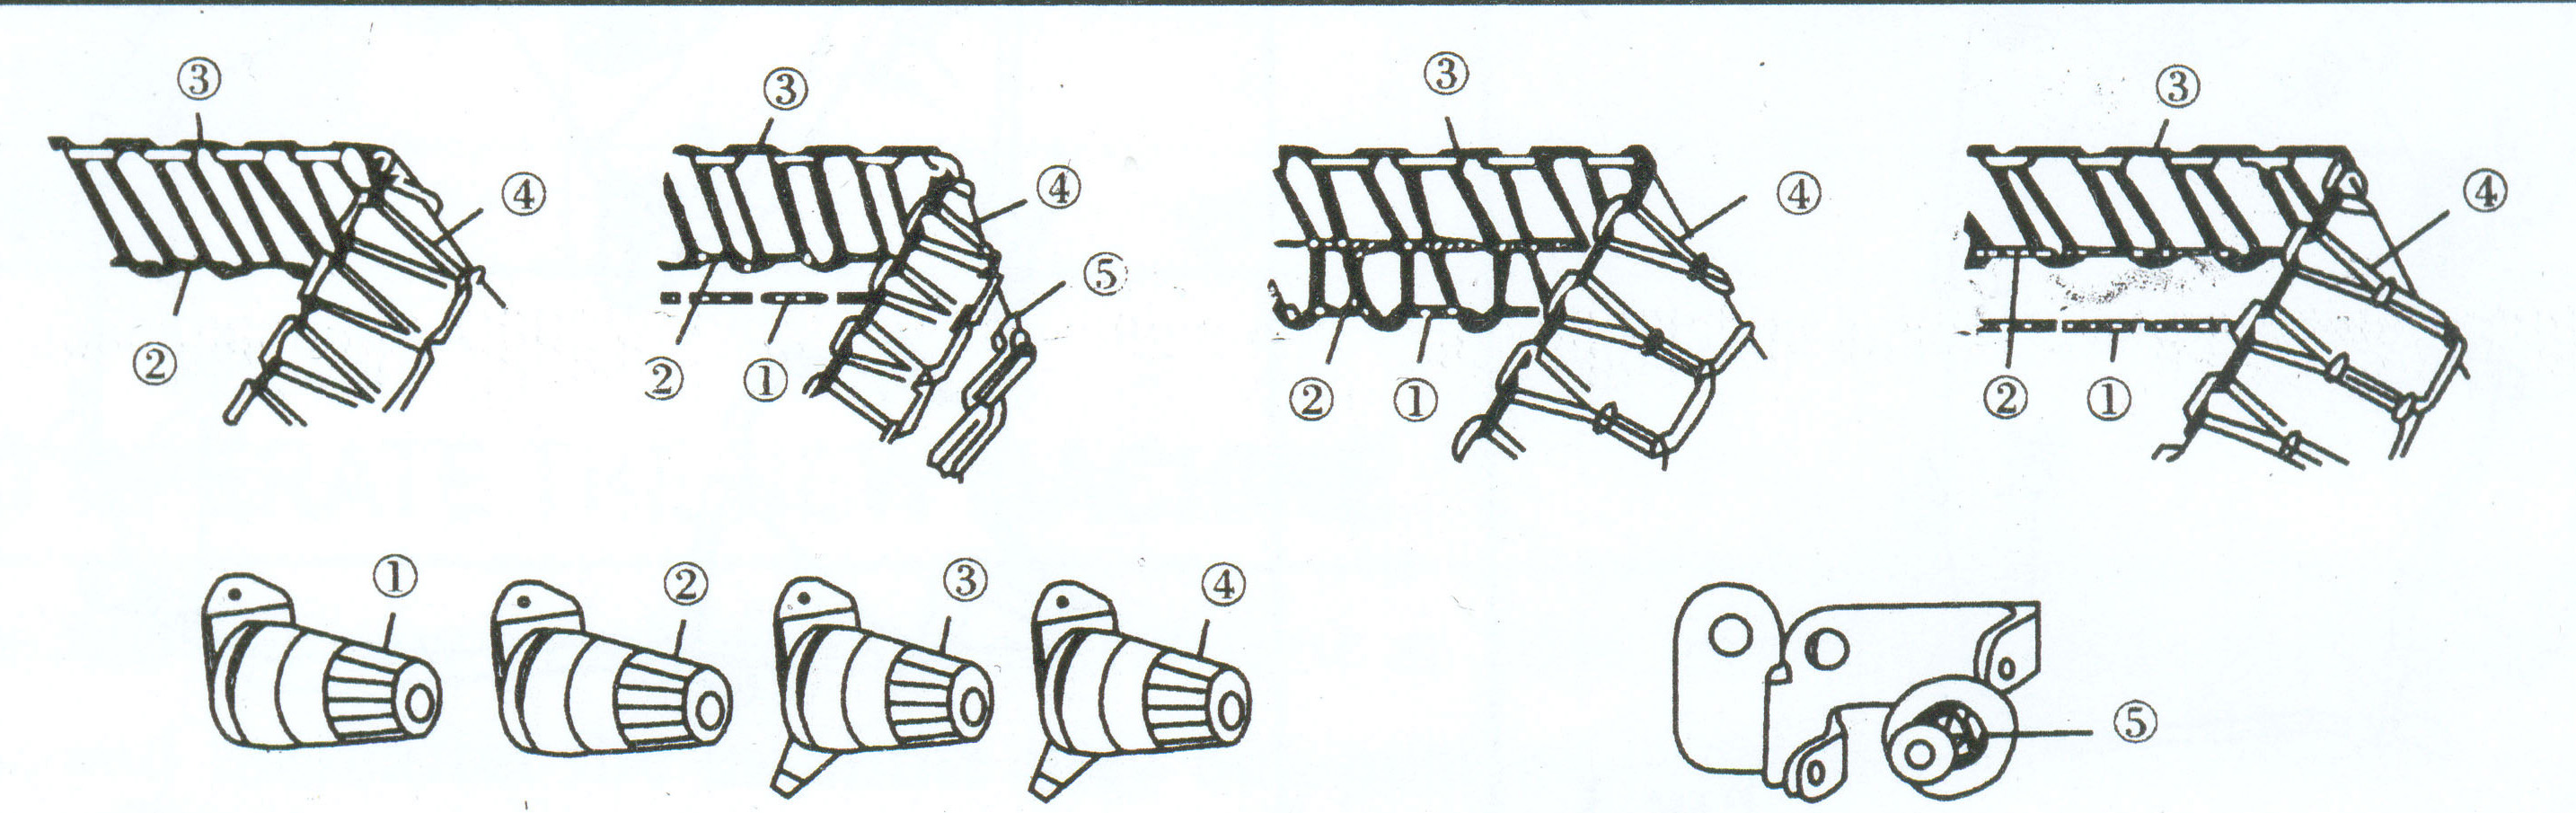 ③ ③ ③ ③
④ ④ ④ ④
⑤
② ② ① ② ① ② ①
① ② ③ ④
⑤